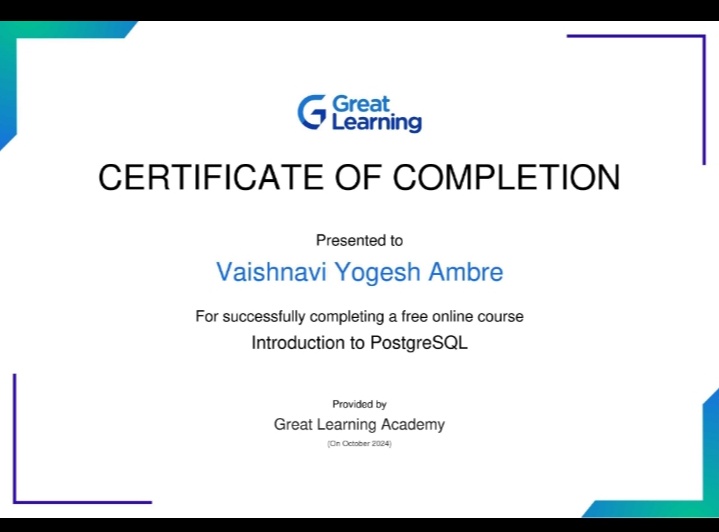 Great
Learning
CERTIFICATE OF COMPLETION
Presented to
Vaishnavi Yogesh Ambre
For successfully completing a free online course
Introduction to PostgreSQL
Provided by
Great Learning Academy
(On October 2024)